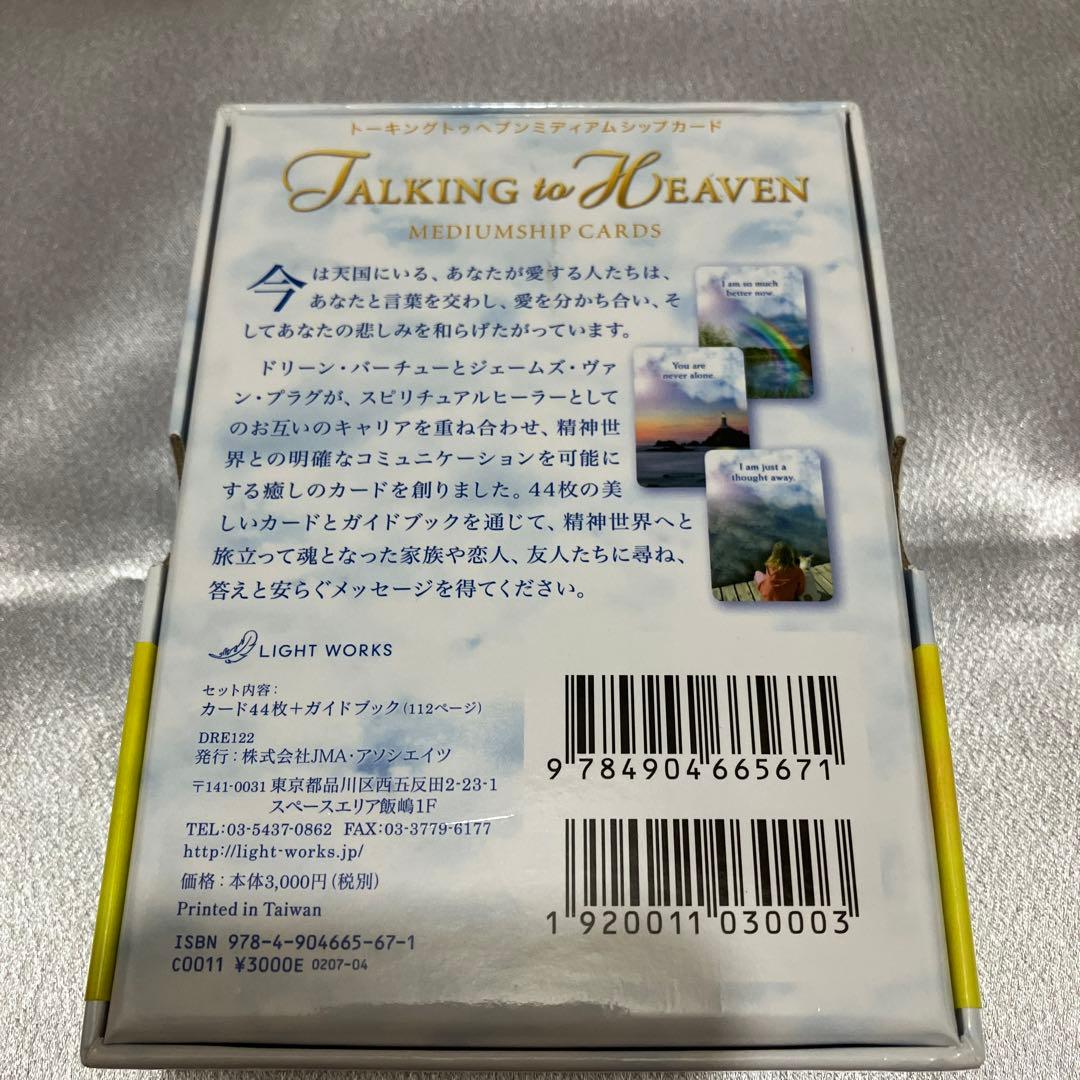 トーキングトゥヘブンミディアムシップカード
TALKING to HEAVEN
MEDIUMSHIP CARDS
今は天国にいる、あなたが愛する人たちは、
あなたと言葉を交わし、愛を分かち合い、そ
してあなたの悲しみを和らげたがっています。
ドリーン・バーチューとジェームズ・ヴァ
ン・プラグが、スピリチュアルヒーラーとして
のお互いのキャリアを重ね合わせ、精神世
界との明確なコミュニケーションを可能に
する癒しのカードを創りました。44枚の美
しいカードとガイドブックを通じて、精神世界へと
旅立って魂となった家族や恋人、友人たちに尋ね、
答えと安らぐメッセージを得てください。
I am so much
better now.
You are
never alone.
I am just a
thought away.
LIGHT WORKS
セット内容:
カード44枚+ガイドブック(112ページ)
DRE122
発行:株式会社JMA・アソシエイツ
〒141-0031 東京都品川区西五反田2-23-1
スペースエリア飯嶋1F
TEL:03-5437-0862 FAX:03-3779-6177
http://light-works.jp/
価格:本体3,000円(税別)
Printed in Taiwan
ISBN 978-4-904665-67-1
C0011 ¥3000E 0207-04
9 784904 665671
1 920011 030003